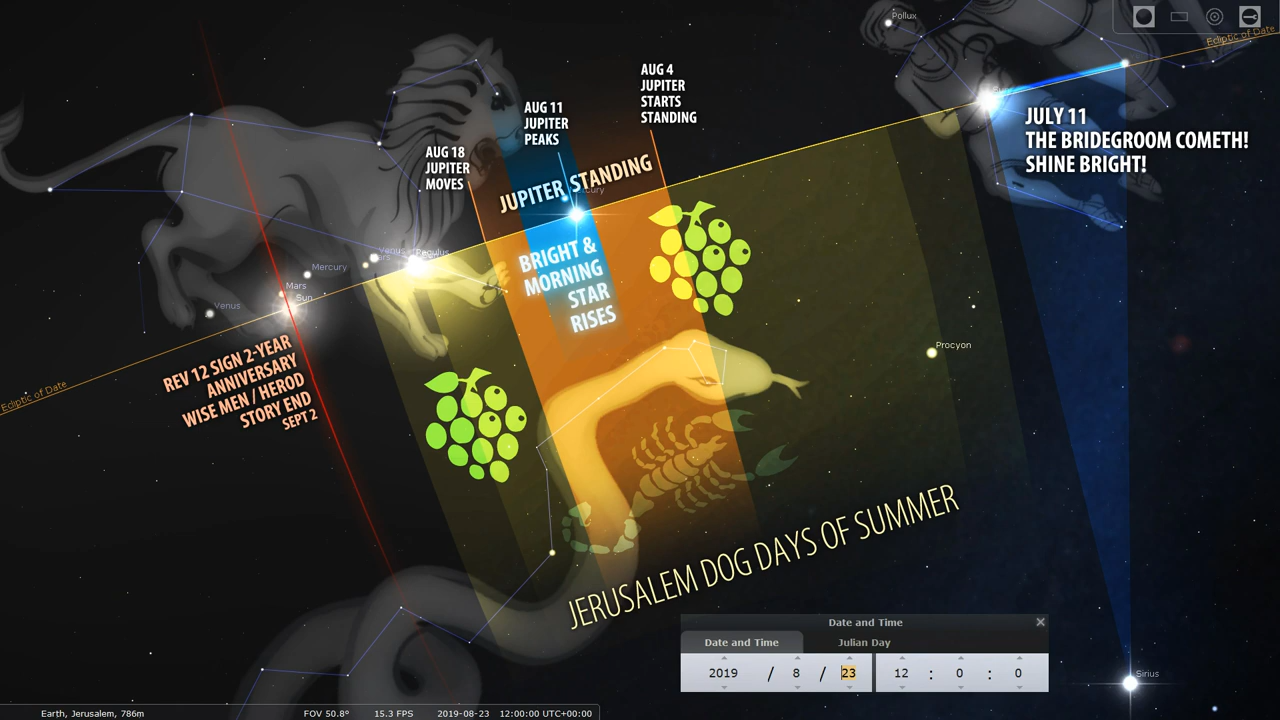 Pollux
Ecliptic of Date
AUG 4
JUPITER
STARTS
STANDING
AUG 11
JUPITER
PEAKS
AUG 18
JUPITER
MOVES
JULY 11
THE BRIDEGROOM COMETH!
SHINE BRIGHT!
JUPITER STANDING
BRIGHT &
MORNING
STAR
RISES
Venus
Regulus
Mercury
Mars
Sun
Venus
REV 12 SIGN 2-YEAR
ANNIVERSARY
WISE MEN / HEROD
STORY END
SEPT 2
Ecliptic of Date
Procyon
JERUSALEM DOG DAYS OF SUMMER
Date and Time
Date and Time
Julian Day
2019 / 8 / 23 12 : 0 : 0
Sirius
Earth, Jerusalem, 786m
FOV 50.8°
15.3 FPS
2019-08-23 12:00:00 UTC+00:00